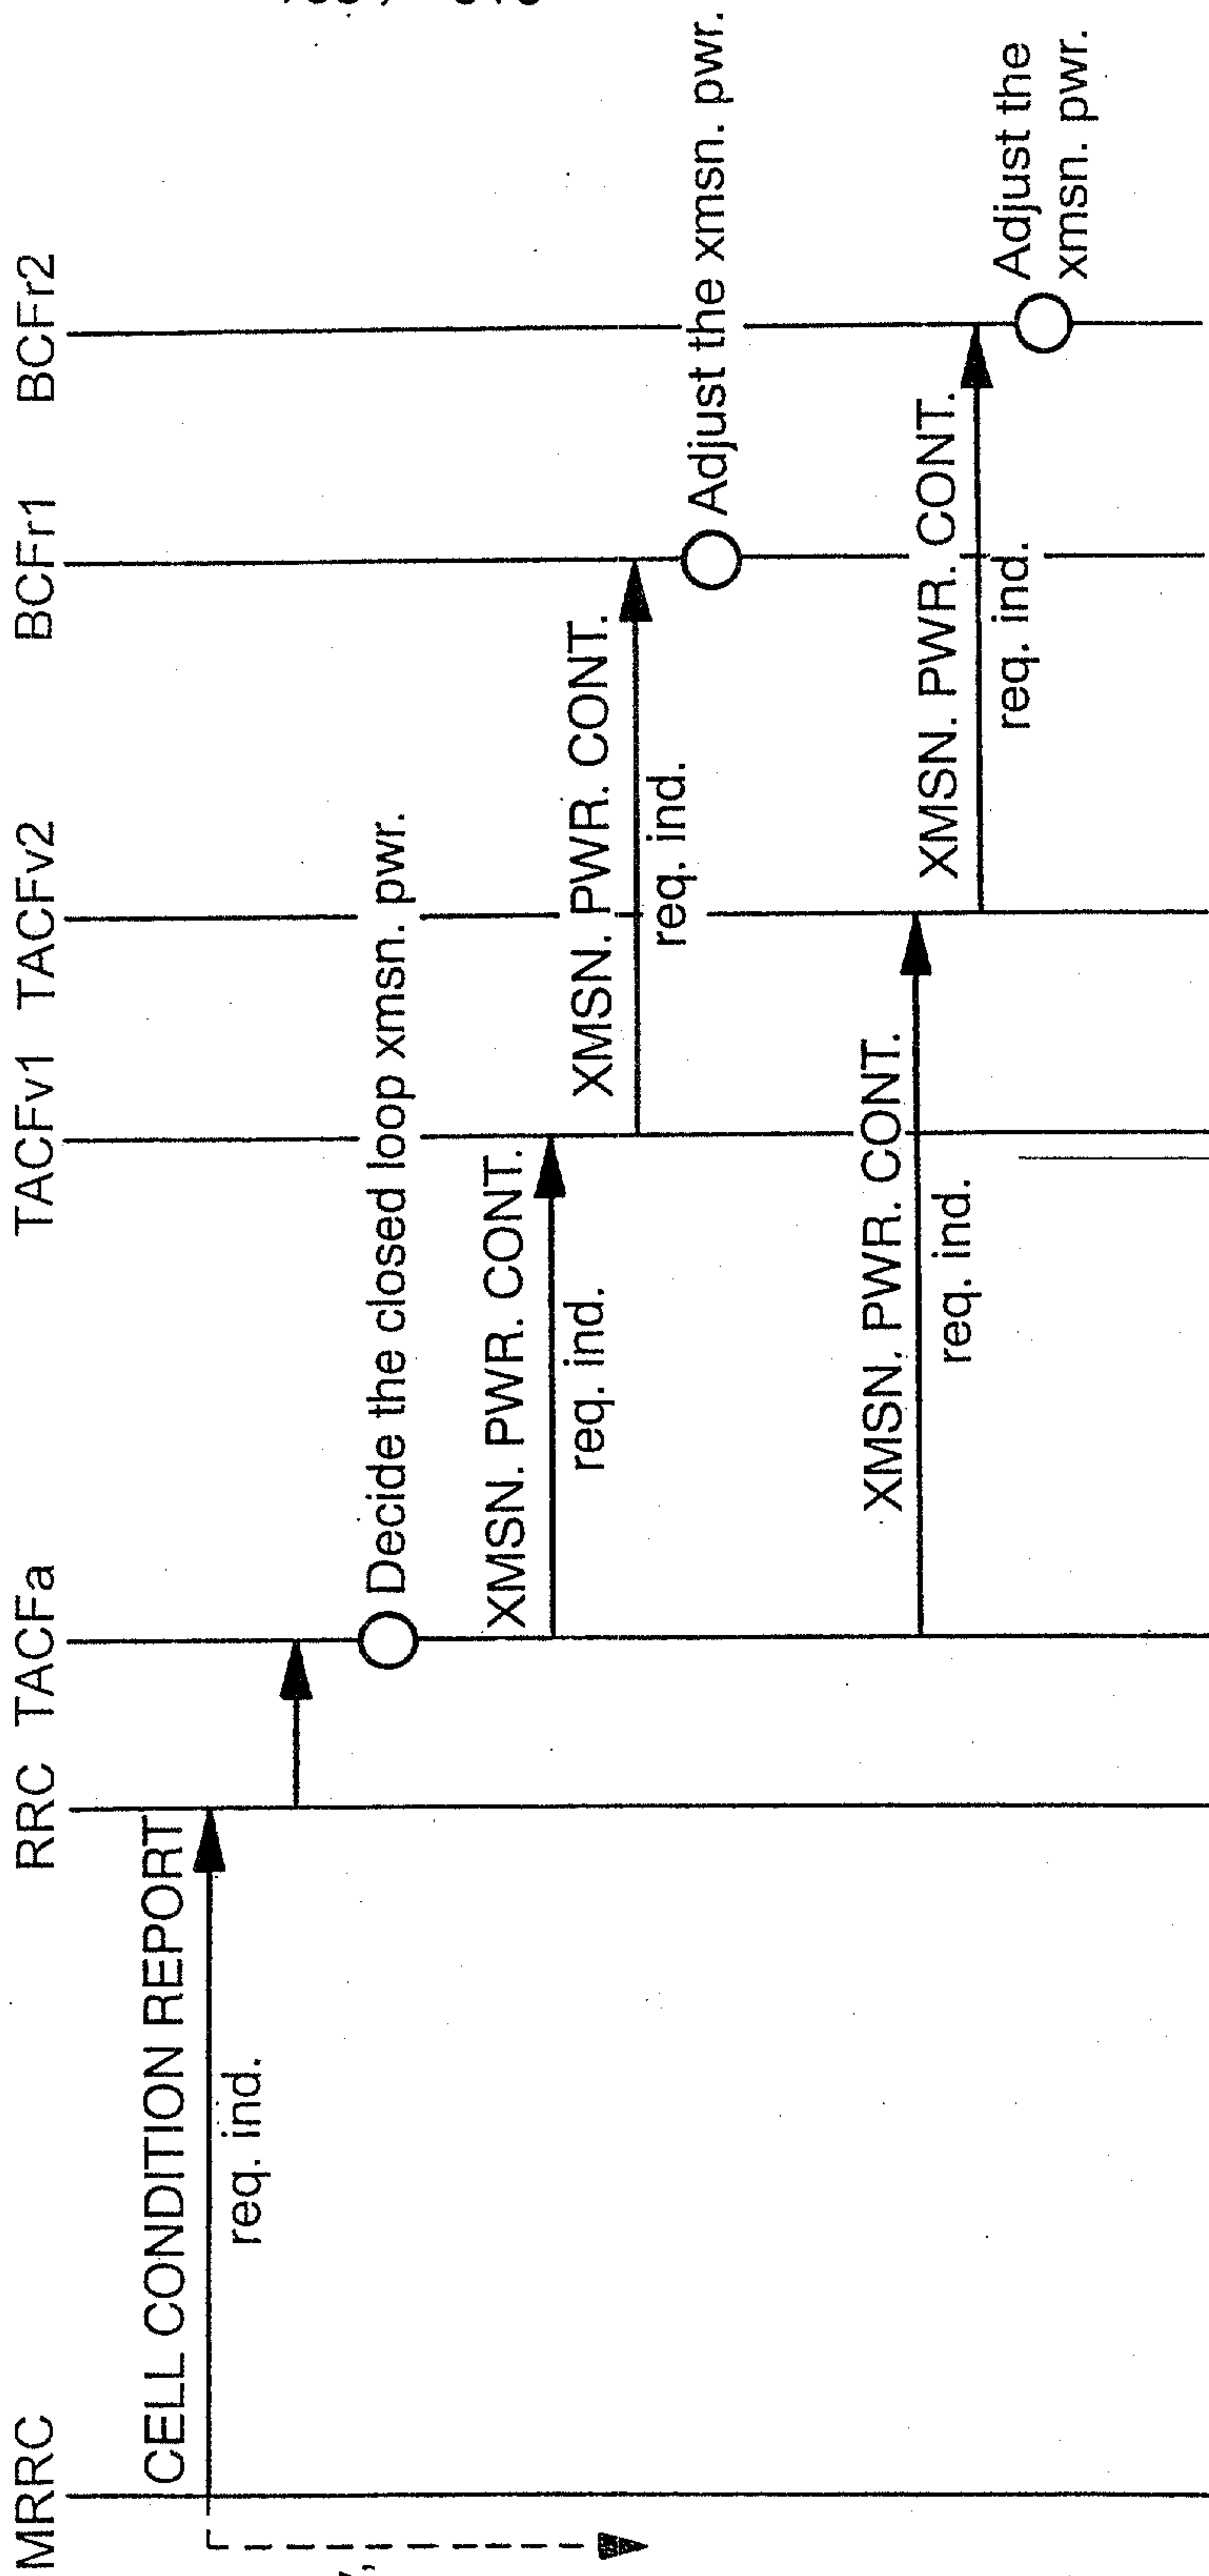 MRRC
RRC
TACFa
TACFv1
TACFv2
BCFr1
BCFr2
CELL CONDITION REPORT
req. ind.
Decide the closed loop xmsn. pwr.
XMSN. PWR. CONT.
req. ind.
XMSN. PWR. CONT.
req. ind.
Adjust the xmsn. pwr.
XMSN. PWR. CONT.
req. ind.
XMSN. PWR. CONT.
req. ind.
Adjust the
xmsn. pwr.